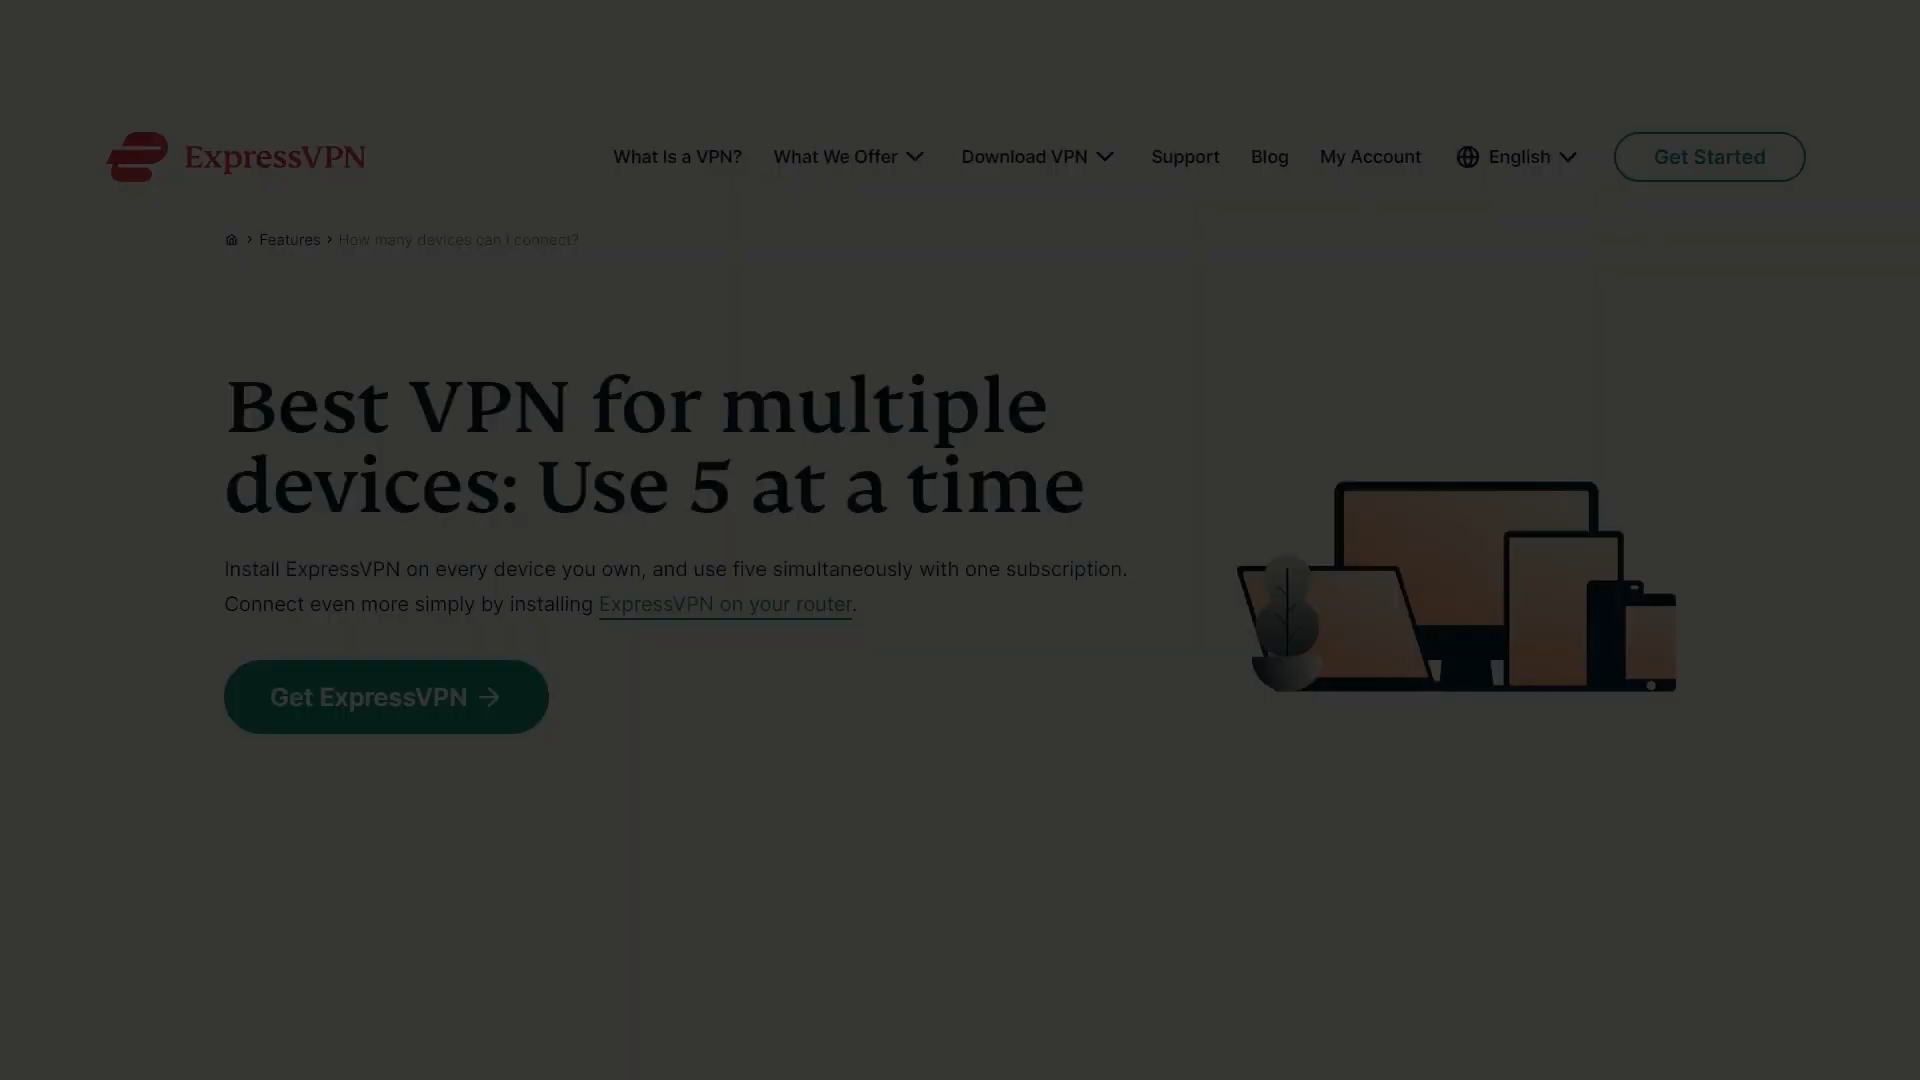 ExpressVPN
What Is a VPN? What We Offer Download VPN Support Blog My Account English Get Started
Features › How many devices can I connect?
Best VPN for multiple
devices: Use 5 at a time
Install ExpressVPN on every device you own, and use five simultaneously with one subscription.
Connect even more simply by installing ExpressVPN on your router.
Get ExpressVPN →